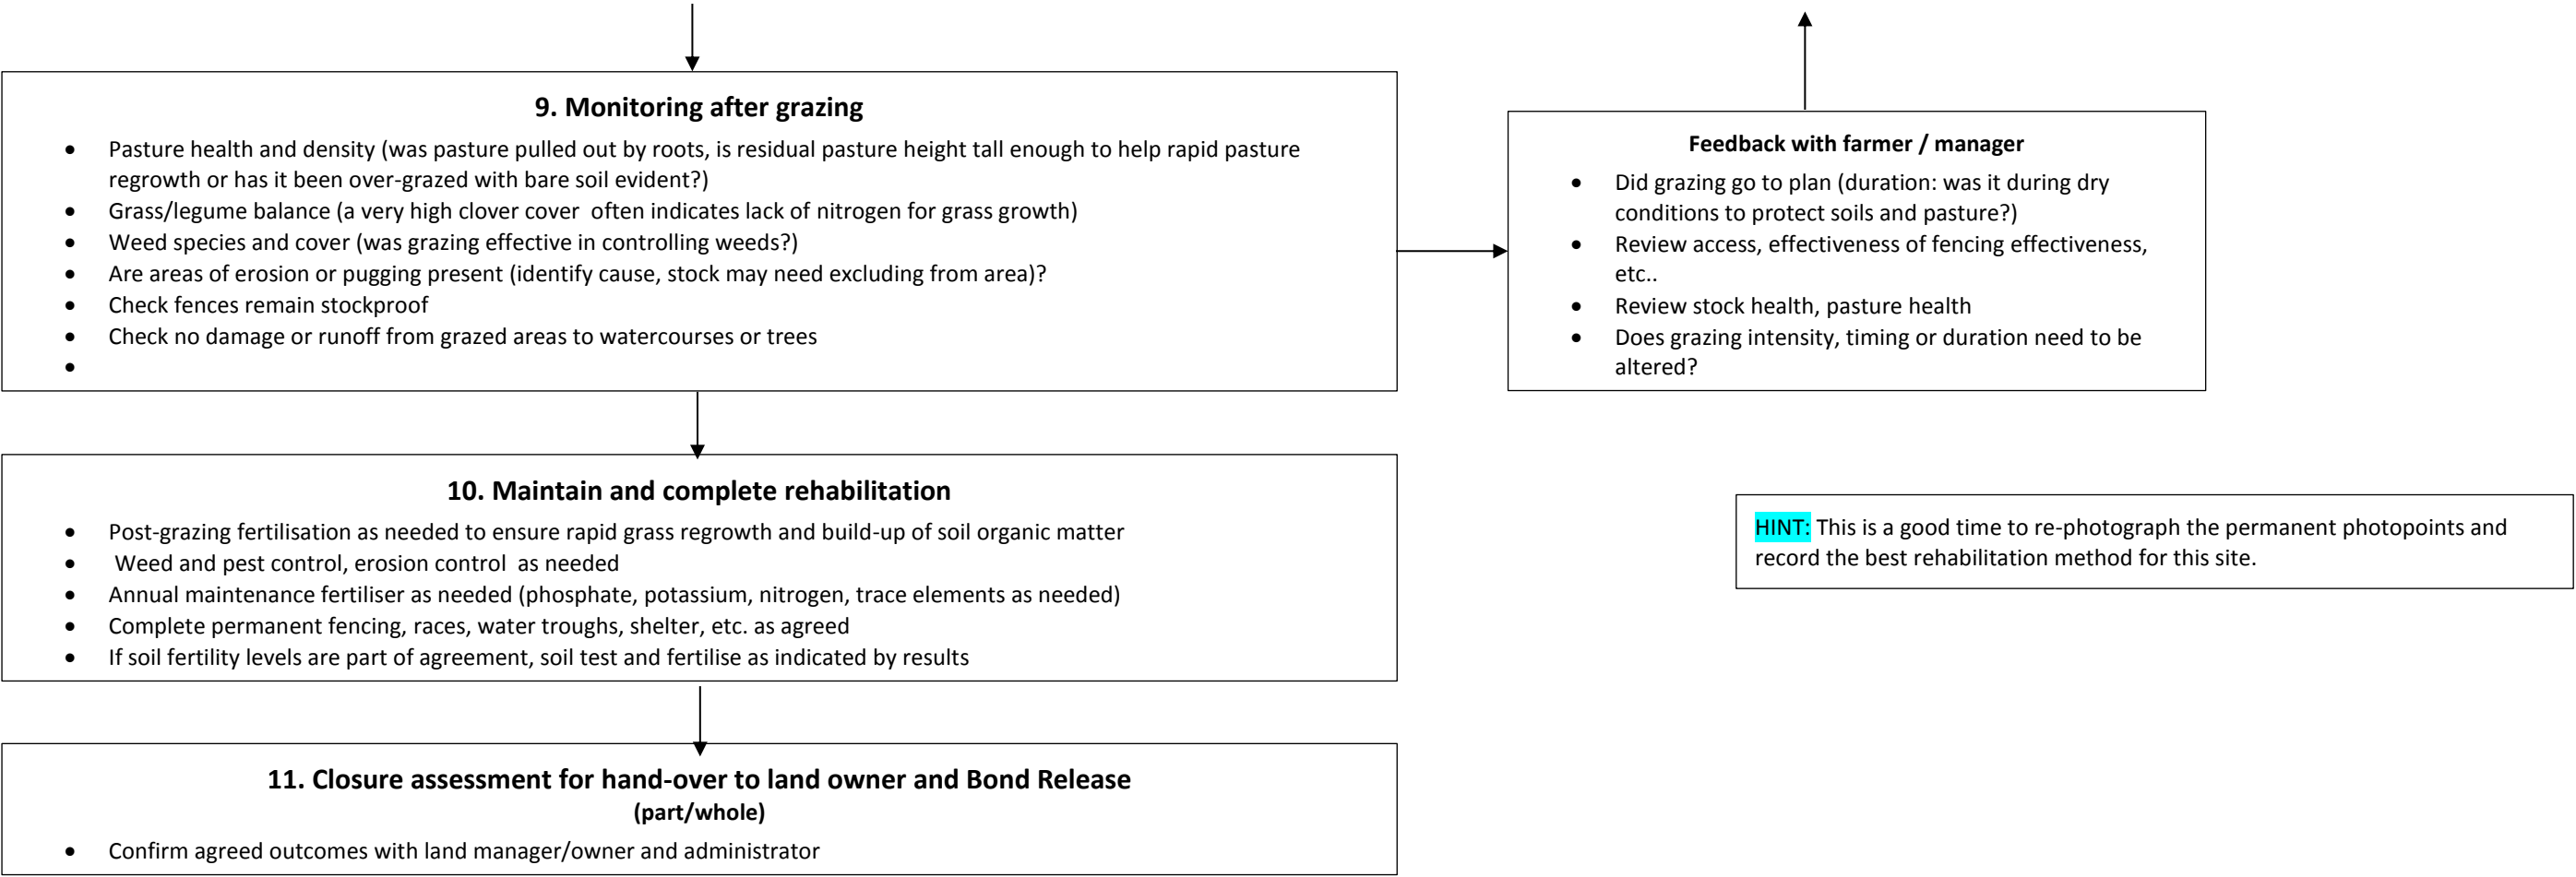 9. Monitoring after grazing
• Pasture health and density (was pasture pulled out by roots, is residual pasture height tall enough to help rapid pasture
regrowth or has it been over-grazed with bare soil evident?)
• Grass/legume balance (a very high clover cover  often indicates lack of nitrogen for grass growth)
• Weed species and cover (was grazing effective in controlling weeds?)
• Are areas of erosion or pugging present (identify cause, stock may need excluding from area)?
• Check fences remain stockproof
• Check no damage or runoff from grazed areas to watercourses or trees
•
Feedback with farmer / manager
• Did grazing go to plan (duration: was it during dry
conditions to protect soils and pasture?)
• Review access, effectiveness of fencing effectiveness,
etc..
• Review stock health, pasture health
• Does grazing intensity, timing or duration need to be
altered?
10. Maintain and complete rehabilitation
• Post-grazing fertilisation as needed to ensure rapid grass regrowth and build-up of soil organic matter
• Weed and pest control, erosion control  as needed
• Annual maintenance fertiliser as needed (phosphate, potassium, nitrogen, trace elements as needed)
• Complete permanent fencing, races, water troughs, shelter, etc. as agreed
• If soil fertility levels are part of agreement, soil test and fertilise as indicated by results
HINT: This is a good time to re-photograph the permanent photopoints and
record the best rehabilitation method for this site.
11. Closure assessment for hand-over to land owner and Bond Release
(part/whole)
• Confirm agreed outcomes with land manager/owner and administrator